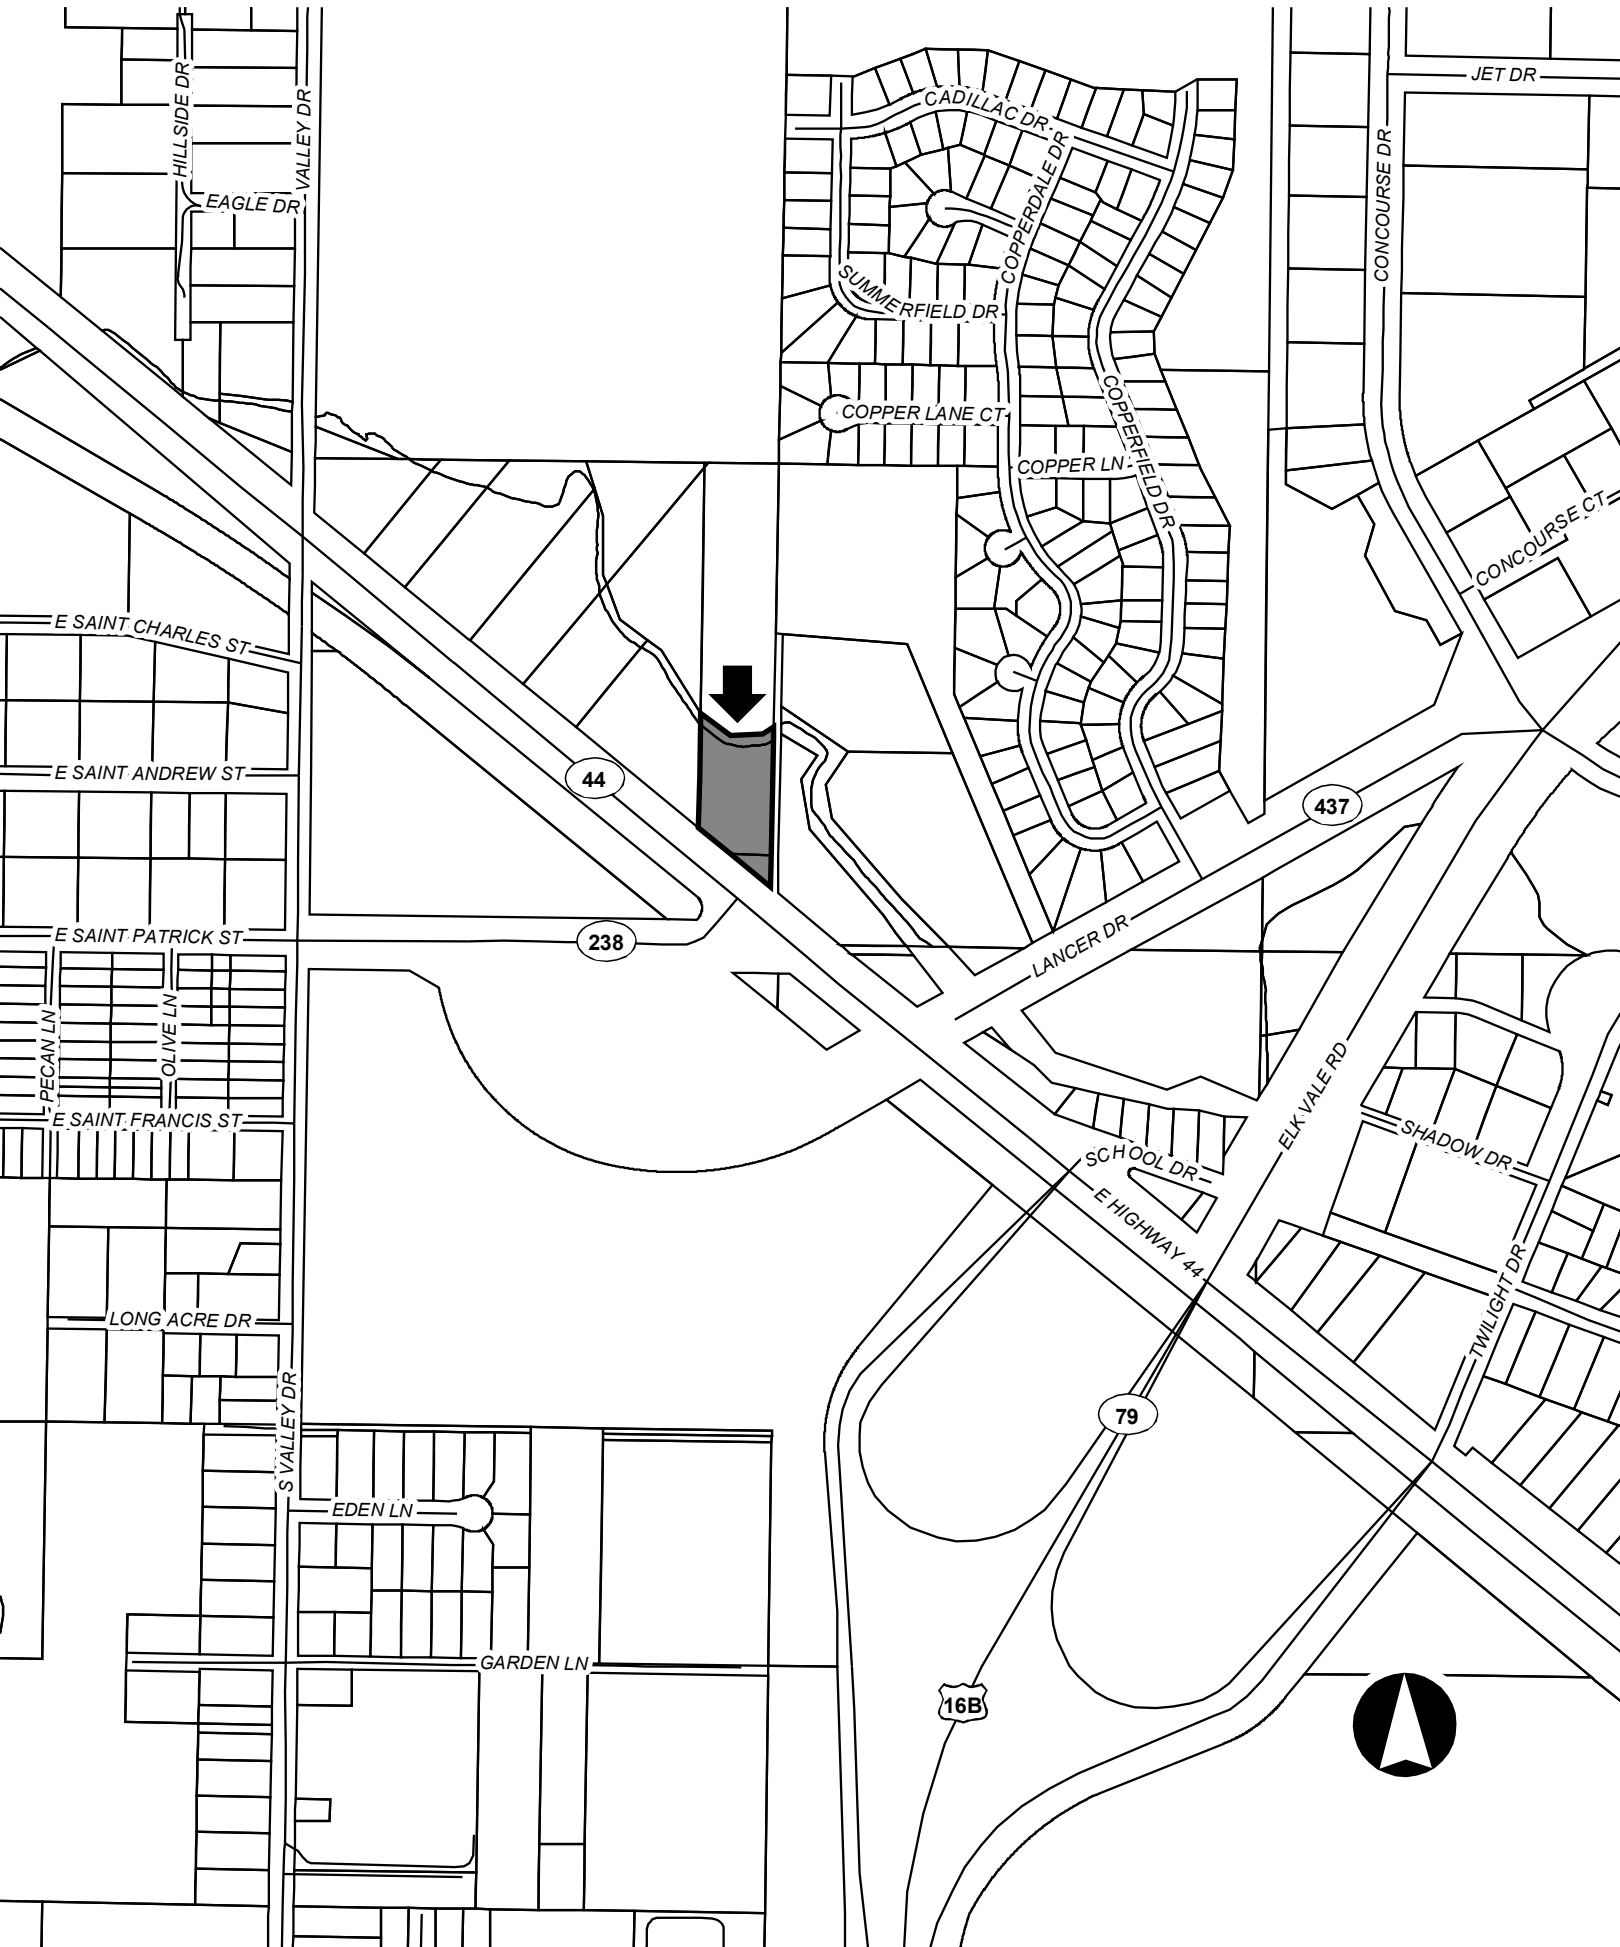 JET DR
HILLSIDE DR
VALLEY DR
CADILLAC DR
COPPERDALE DR
CONCOURSE DR
EAGLE DR
SUMMERFIELD DR
COPPER LANE CT
COPPERFIELD DR
COPPER LN
CONCOURSE CT
E SAINT CHARLES ST
E SAINT ANDREW ST
44
437
E SAINT PATRICK ST
238
LANCER DR
PECAN LN
OLIVE LN
E SAINT FRANCIS ST
ELK VALE RD
SHADOW DR
SCHOOL DR
E HIGHWAY 44
TWILIGHT DR
LONG ACRE DR
S VALLEY DR
79
EDEN LN
GARDEN LN
16B